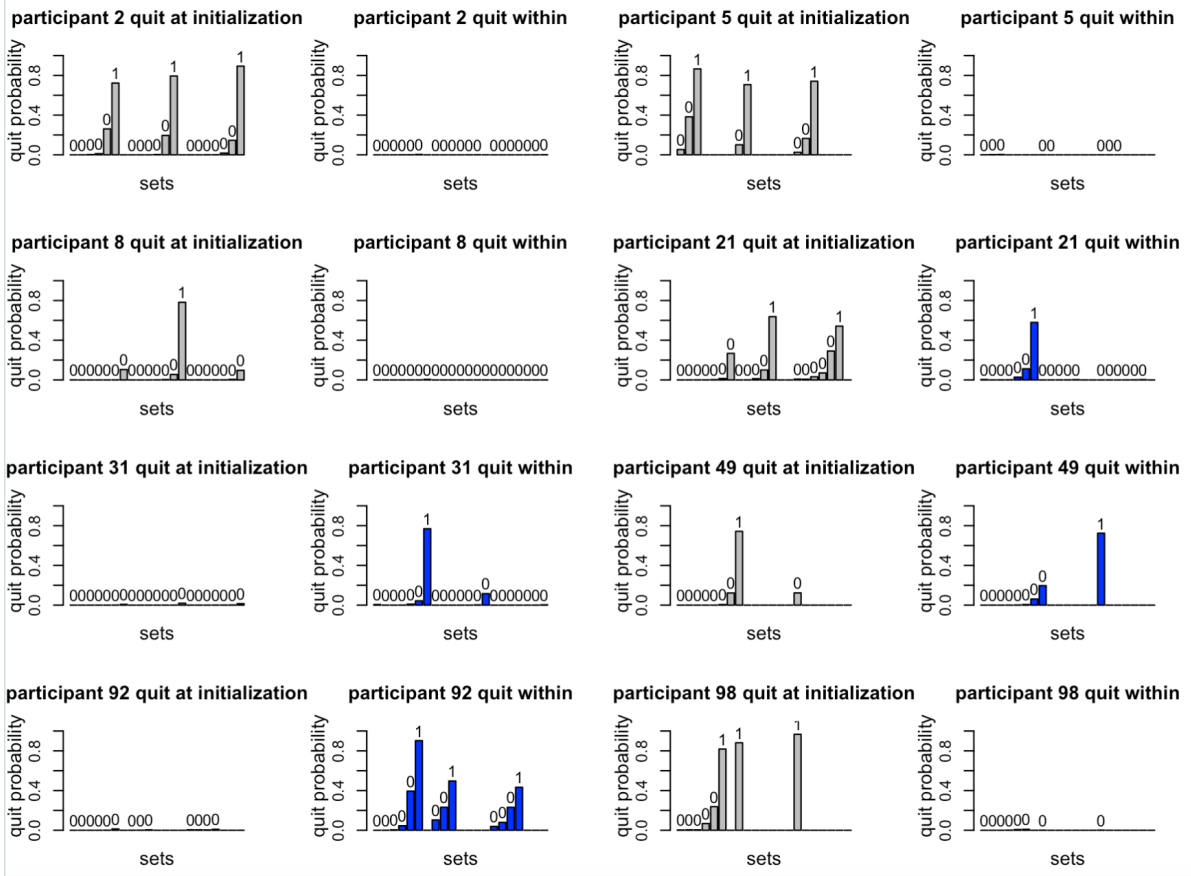 participant 2 quit at initialization
quit probability
0.0 0.4 0.8
0000 0 1 0000 0 1 0000 0 0 1
sets
participant 2 quit within
quit probability
0.0 0.4 0.8
000000 000000 0000000
sets
participant 5 quit at initialization
quit probability
0.0 0.4 0.8
0 0 1 0 1 0 0 1
sets
participant 5 quit within
quit probability
0.0 0.4 0.8
000 00 000
sets
participant 8 quit at initialization
quit probability
0.0 0.4 0.8
000000 0 00000 0 1 000000 0
sets
participant 8 quit within
quit probability
0.0 0.4 0.8
000000000000000000000
sets
participant 21 quit at initialization
quit probability
0.0 0.4 0.8
00000 0 0 000 0 1 00 0 0 0 1
sets
participant 21 quit within
quit probability
0.0 0.4 0.8
0000 0 0 1 00000 000000
sets
participant 31 quit at initialization
quit probability
0.0 0.4 0.8
000000000000000000000
sets
participant 31 quit within
quit probability
0.0 0.4 0.8
00000 0 1 000000 0 0000000
sets
participant 49 quit at initialization
quit probability
0.0 0.4 0.8
000000 0 1 0
sets
participant 49 quit within
quit probability
0.0 0.4 0.8
000000 0 0 1
sets
participant 92 quit at initialization
quit probability
0.0 0.4 0.8
000000 000 0000
sets
participant 92 quit within
quit probability
0.0 0.4 0.8
000 0 0 1 0 0 1 0 0 0 1
sets
participant 98 quit at initialization
quit probability
0.0 0.4 0.8
000 0 0 1 1 1
sets
participant 98 quit within
quit probability
0.0 0.4 0.8
000000 0 0
sets